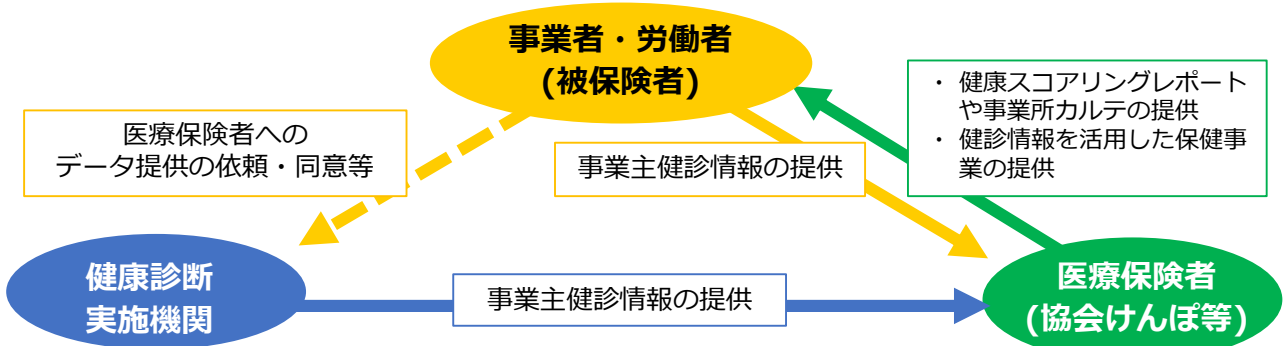 事業者・労働者
(被保険者)
・ 健康スコアリングレポート
や事業所カルテの提供
・ 健診情報を活用した保健事
業の提供
医療保険者への
データ提供の依頼・同意等
事業主健診情報の提供
健康診断
実施機関
事業主健診情報の提供
医療保険者
(協会けんぽ等)